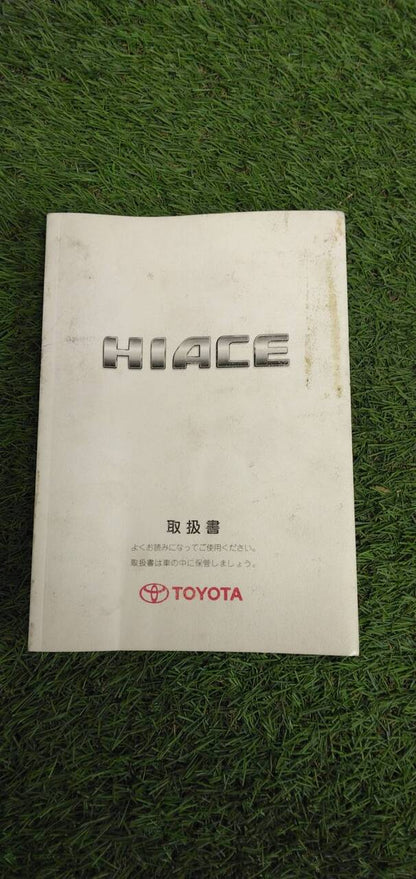 HIACE
取扱書
よくお読みになってご使用ください。
取扱書は車の中に保管しましょう。
TOYOTA